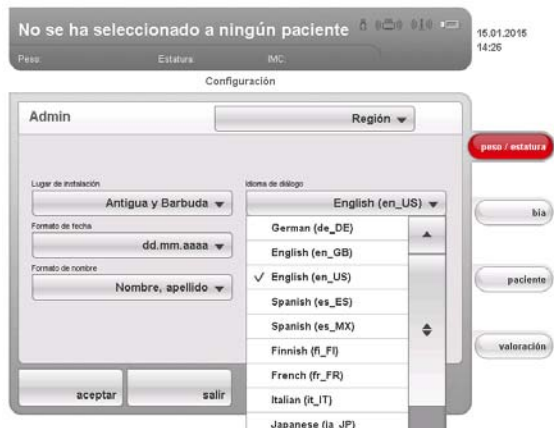 No se ha seleccionado a ningún paciente
15.01.2015
14:26
Peso: Estatura: IMC:
Configuración
Admin
Región
peso / estatura
Lugar de instalación
Idioma de diálogo
Antigua y Barbuda
English (en_US)
bia
Formato de fecha
German (de_DE)
dd.mm.aaaa
English (en_GB)
Formato de nombre
English (en_US)
paciente
Nombre, apellido
Spanish (es_ES)
Spanish (es_MX)
Finnish (fi_FI)
valoración
French (fr_FR)
aceptar
salir
Italian (it_IT)
Japanese (ja_JP)